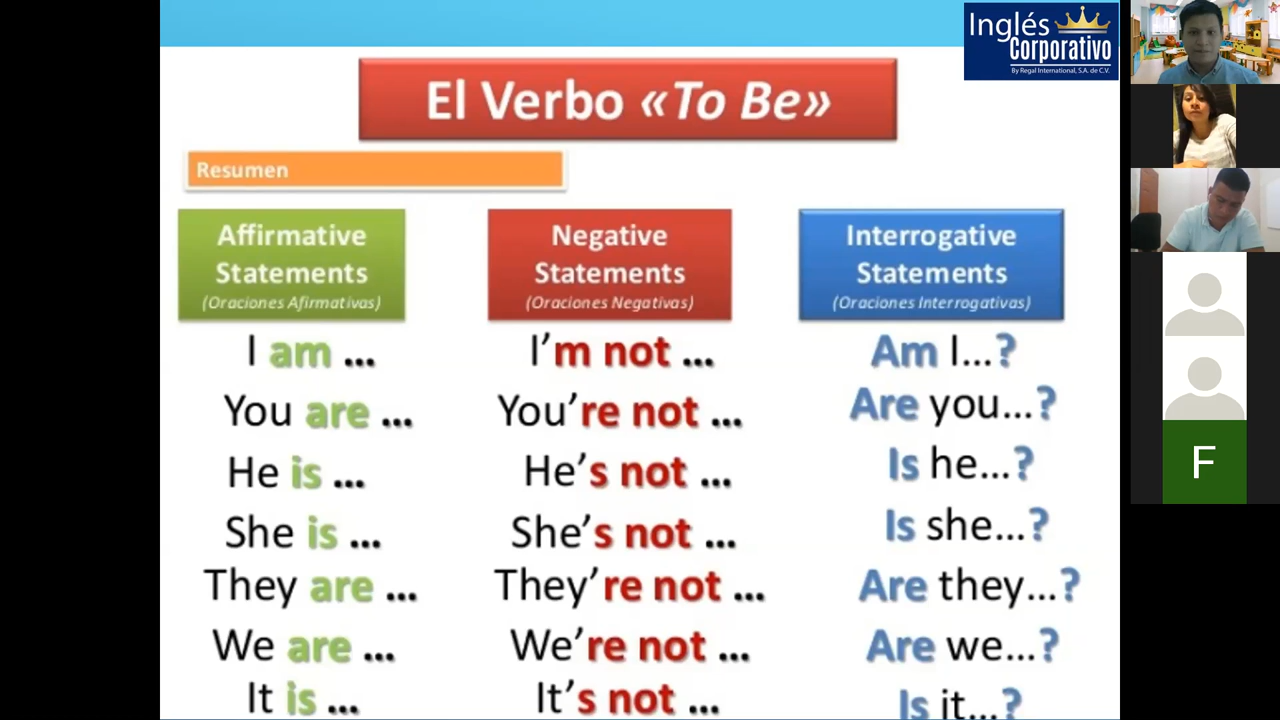 Inglés
Corporativo
By Regal International, S.A. de C.V.
El Verbo «To Be»
Resumen
Affirmative
Statements
(Oraciones Afirmativas)
I am ...
You are ...
He is ...
She is ...
They are ...
We are ...
It is ...
Negative
Statements
(Oraciones Negativas)
I’m not ...
You’re not ...
He’s not ...
She’s not ...
They’re not ...
We’re not ...
It’s not ...
Interrogative
Statements
(Oraciones Interrogativas)
Am I...?
Are you...?
Is he...?
Is she...?
Are they...?
Are we...?
Is it...?
F